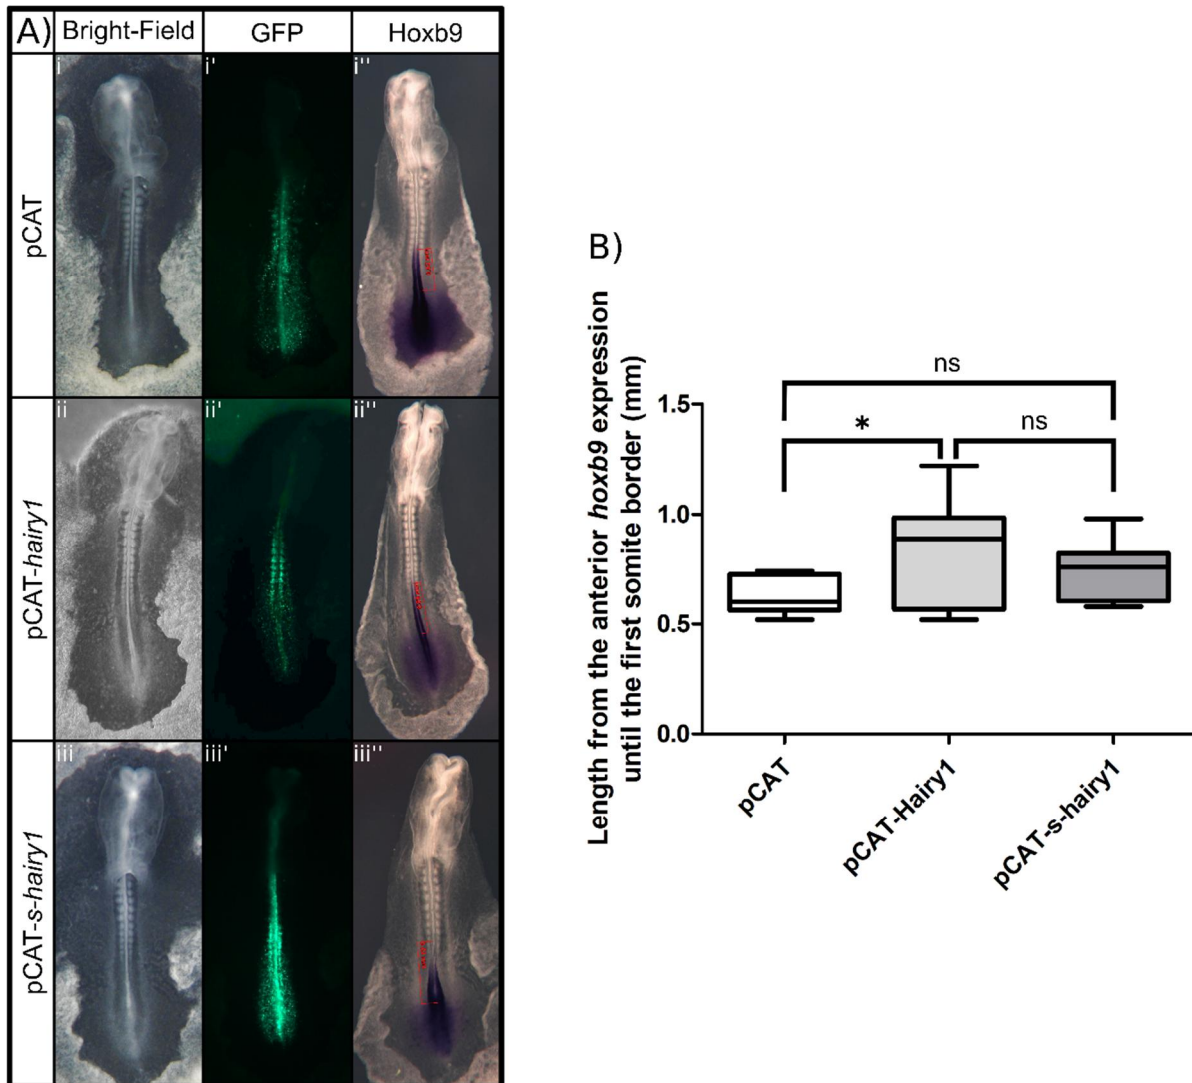 A)
Bright-Field
GFP
Hoxb9
pCAT
i
i'
i''
pCAT-hairy1
ii
ii'
ii''
pCAT-s-hairy1
iii
iii'
iii''
B)
Length from the anterior hoxb9 expression
until the first somite border (mm)
ns
*
ns
1.5
1.0
0.5
0.0
pCAT
pCAT-Hairy1
pCAT-s-hairy1